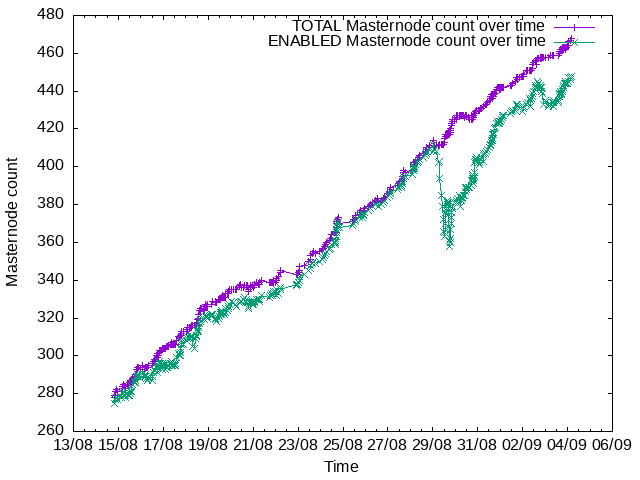 480
460
440
420
400
380
360
340
320
300
280
260
Masternode count
TOTAL Masternode count over time
ENABLED Masternode count over time
13/08 15/08 17/08 19/08 21/08 23/08 25/08 27/08 29/08 31/08 02/09 04/09 06/09
Time